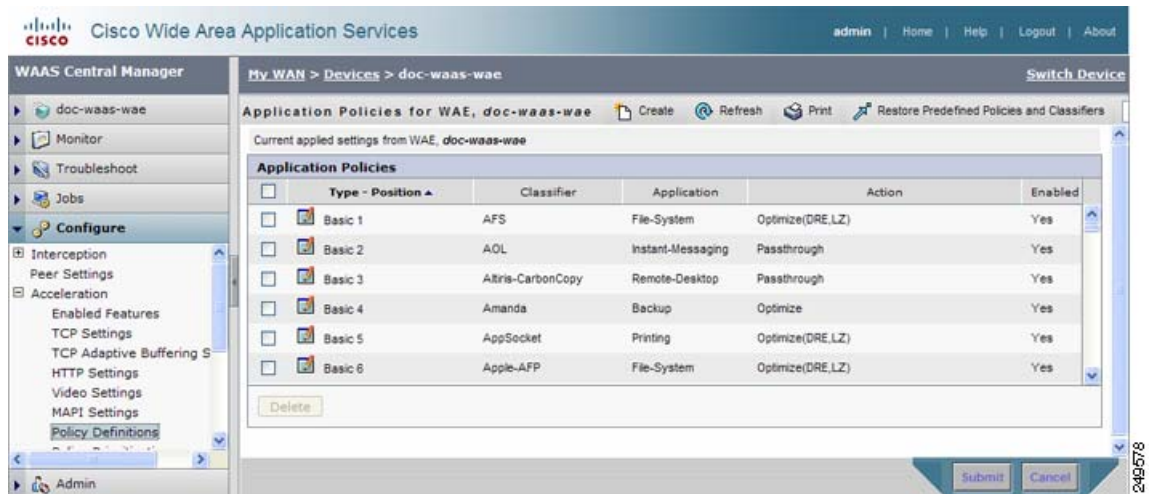 CISCO
Cisco Wide Area Application Services
admin | Home | Help | Logout | About
WAAS Central Manager
My WAN > Devices > doc-waas-wae
Switch Device
doc-waas-wae
Monitor
Troubleshoot
Jobs
Configure
Interception
Peer Settings
Acceleration
Enabled Features
TCP Settings
TCP Adaptive Buffering S
HTTP Settings
Video Settings
MAPI Settings
Policy Definitions
Admin
Application Policies for WAE, doc-waas-wae
Create
Refresh
Print
Restore Predefined Policies and Classifiers
Current applied settings from WAE, doc-waas-wae
Application Policies
Type - Position Classifier Application Action Enabled
Basic 1 AFS File-System Optimize(DRE,LZ) Yes
Basic 2 AOL Instant-Messaging Passthrough Yes
Basic 3 Altiris-CarbonCopy Remote-Desktop Passthrough Yes
Basic 4 Amanda Backup Optimize Yes
Basic 5 AppSocket Printing Optimize(DRE,LZ) Yes
Basic 6 Apple-AFP File-System Optimize(DRE,LZ) Yes
Delete
Submit
Cancel
249578